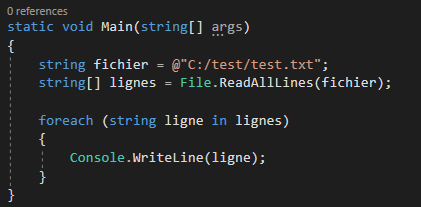 0 references
static void Main(string[] args)
{
    string fichier = @"C:/test/test.txt";
    string[] lignes = File.ReadAllLines(fichier);

    foreach (string ligne in lignes)
    {
        Console.WriteLine(ligne);
    }
}